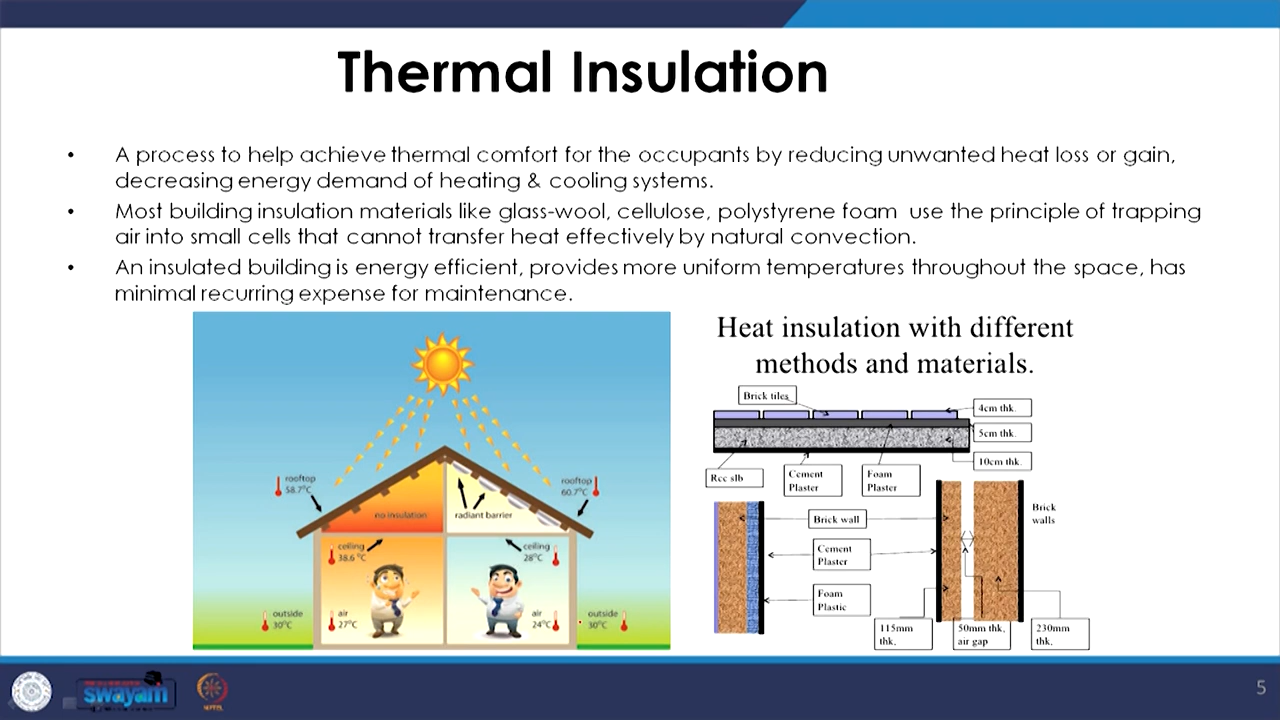 Thermal Insulation
• A process to help achieve thermal comfort for the occupants by reducing unwanted heat loss or gain,
decreasing energy demand of heating & cooling systems.
• Most building insulation materials like glass-wool, cellulose, polystyrene foam use the principle of trapping
air into small cells that cannot transfer heat effectively by natural convection.
• An insulated building is energy efficient, provides more uniform temperatures throughout the space, has
minimal recurring expense for maintenance.
rooftop
58.7°C
rooftop
60.7°C
no insulation
radiant barrier
ceiling
38.6 °C
ceiling
28°C
outside
30°C
air
27°C
air
24°C
outside
30°C
Heat insulation with different
methods and materials.
Brick tiles
4cm thk.
5cm thk.
10cm thk.
Rcc slb
Cement
Plaster
Foam
Plaster
Brick wall
Brick
walls
Cement
Plaster
Foam
Plastic
115mm
thk.
50mm thk,
air gap
230mm
thk.
swayam
5